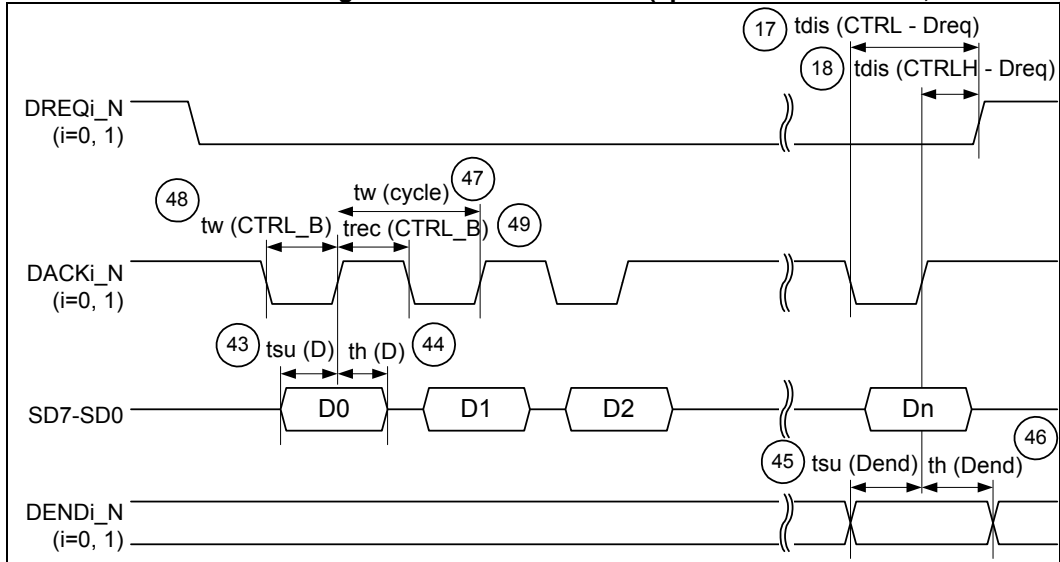 17 tdis (CTRL - Dreq)
18 tdis (CTRLH - Dreq)
DREQi_N
(i=0, 1)
47
tw (cycle)
48
tw (CTRL_B) trec (CTRL_B) 49
DACKi_N
(i=0, 1)
43 tsu (D) th (D) 44
SD7-SD0 D0 D1 D2 Dn
46
45 tsu (Dend) th (Dend)
DENDi_N
(i=0, 1)